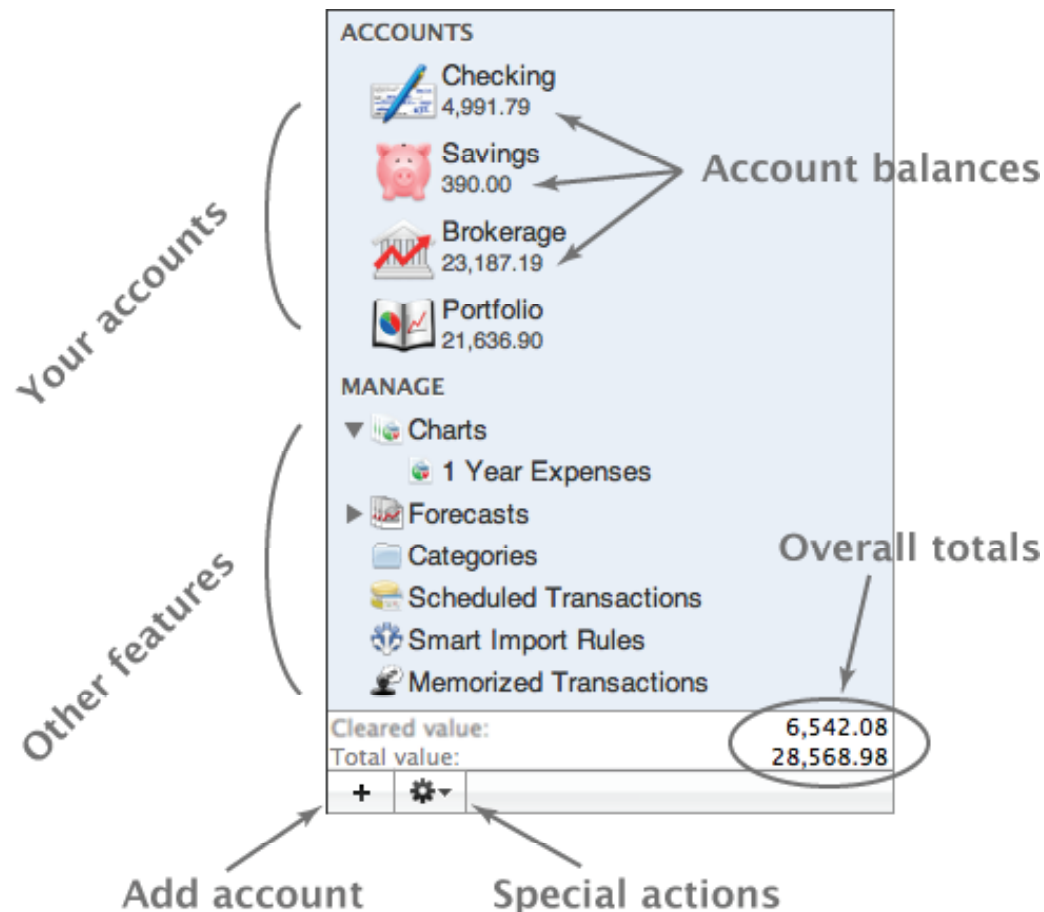 ACCOUNTS
Checking
4,991.79
Savings
390.00
Account balances
Brokerage
23,187.19
Your accounts
Portfolio
21,636.90
MANAGE
Charts
1 Year Expenses
Forecasts
Categories
Overall totals
Scheduled Transactions
Other features
Smart Import Rules
Memorized Transactions
Cleared value: 6,542.08
Total value: 28,568.98
+
Add account
Special actions